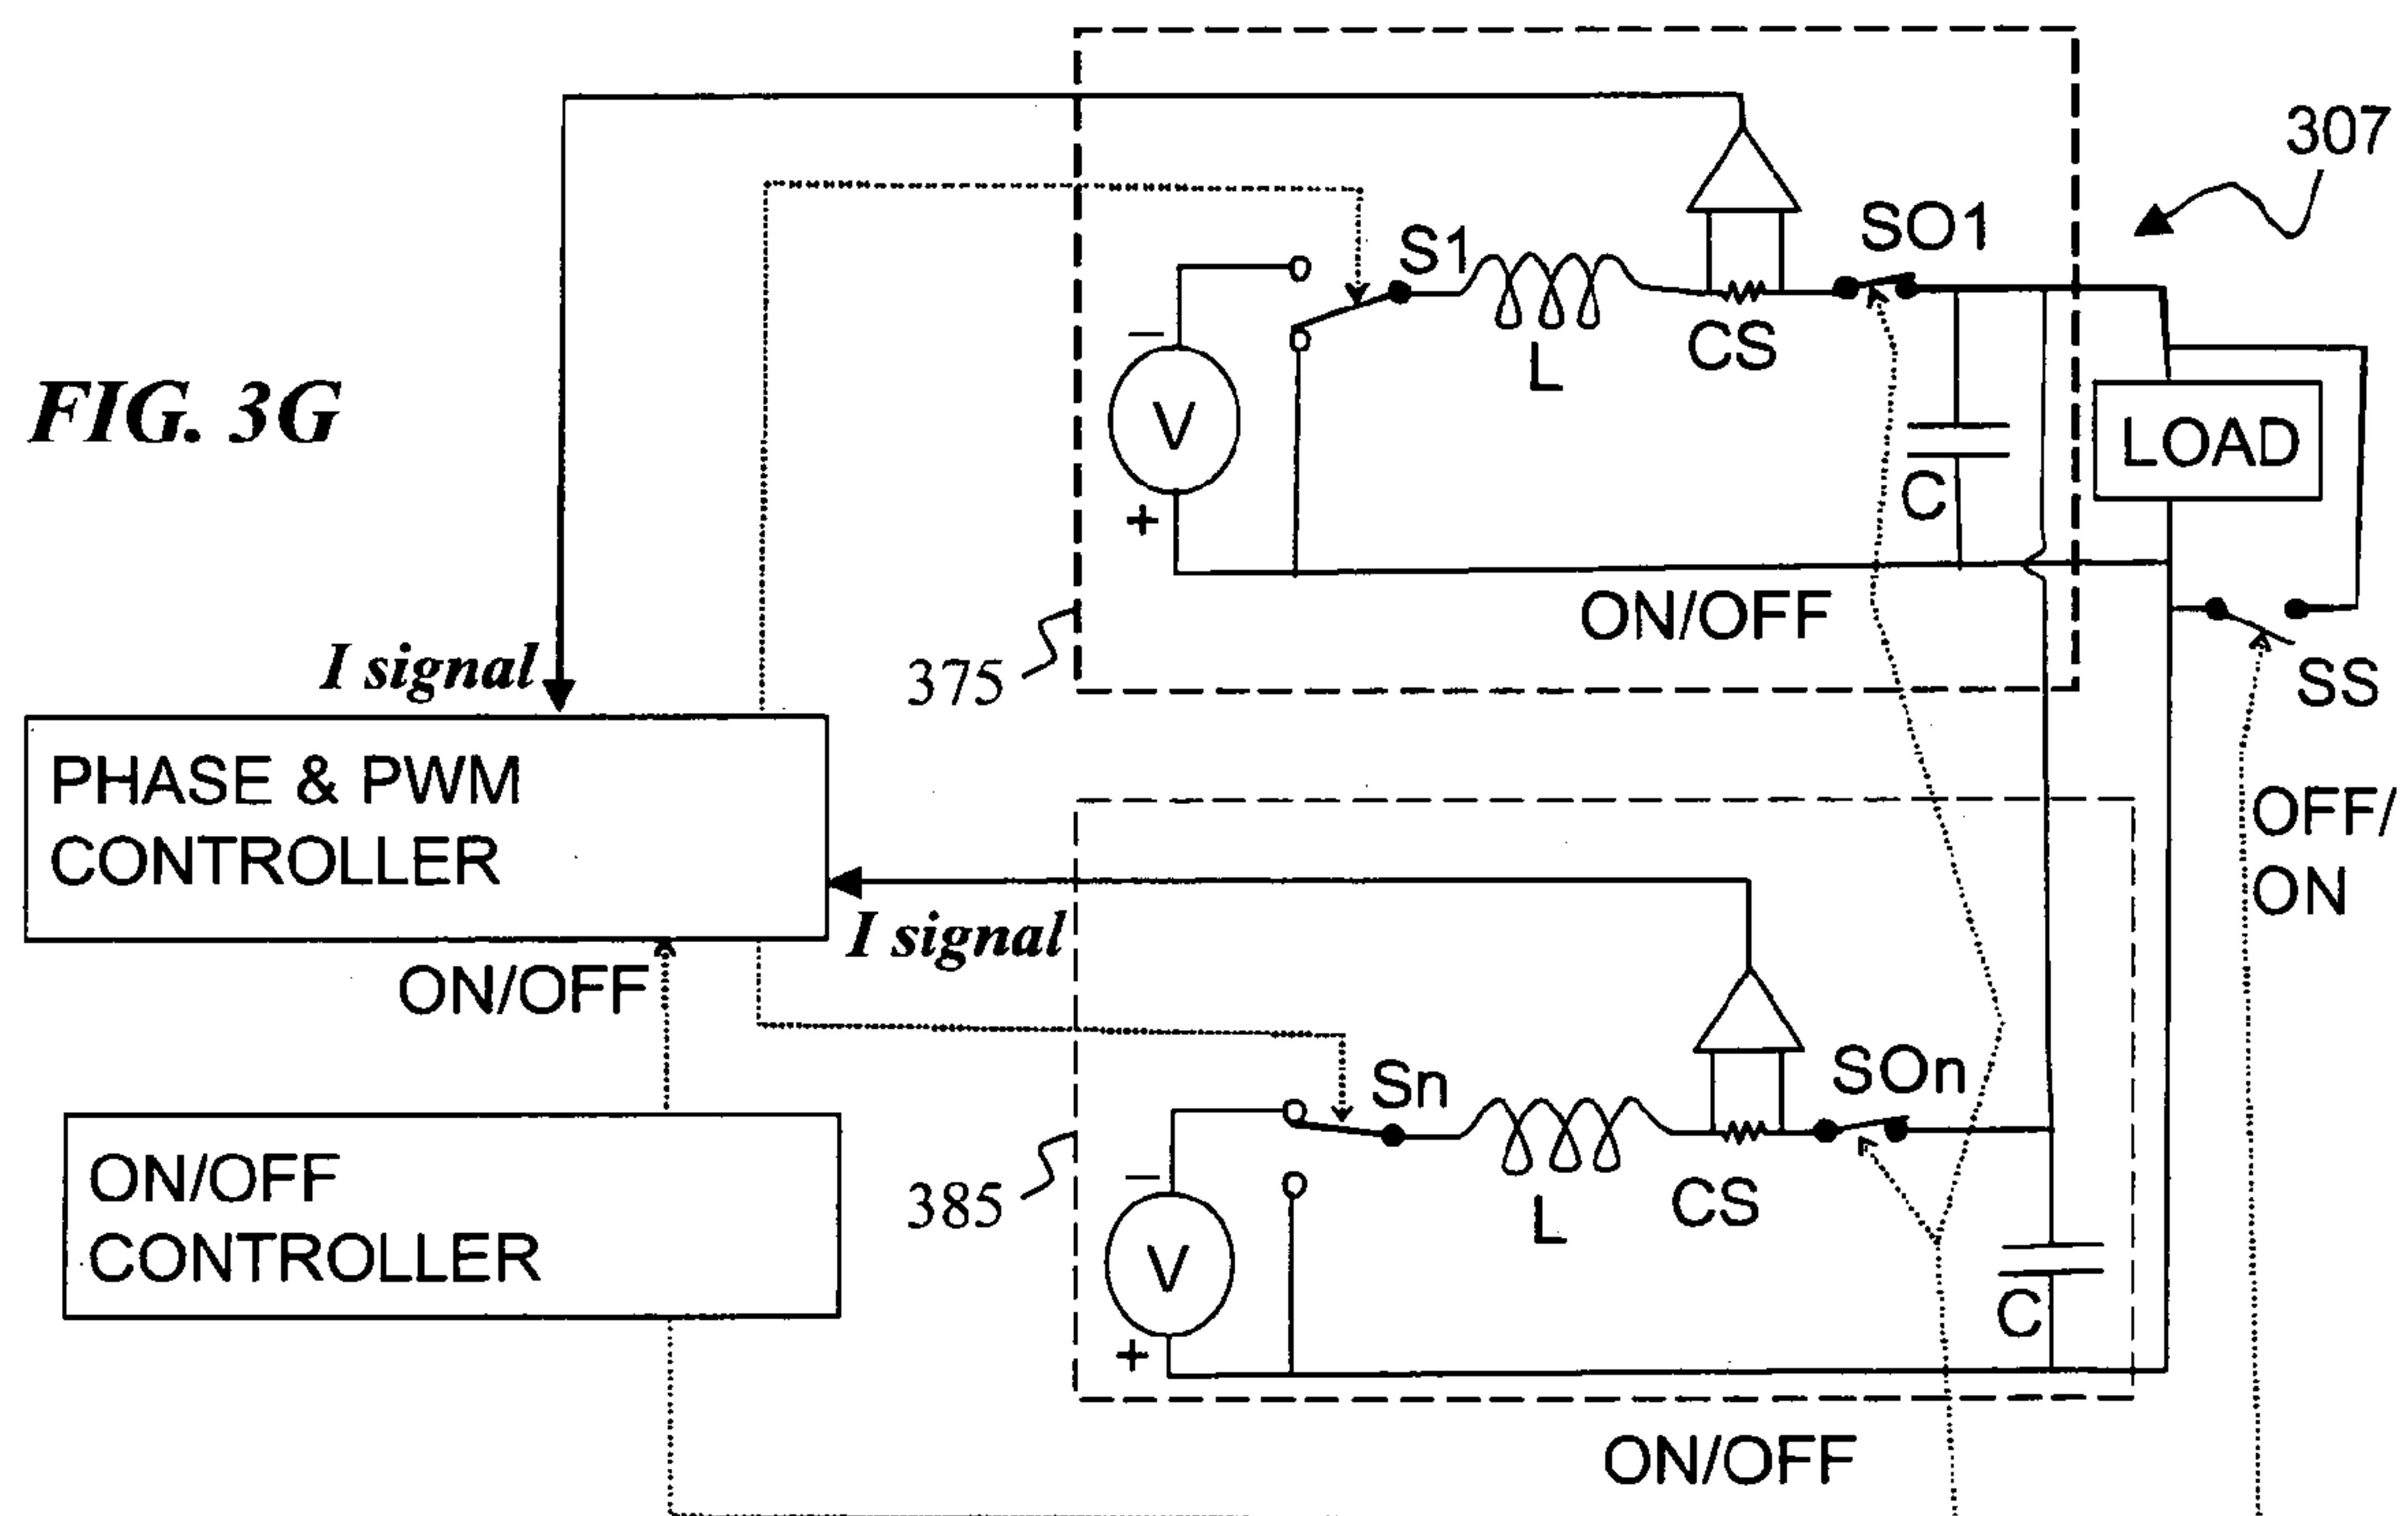 FIG. 3G
307
S1
SO1
L
CS
−
V
+
C
LOAD
ON/OFF
375
SS
I signal
PHASE & PWM
CONTROLLER
OFF/
ON
I signal
ON/OFF
Sn
SOn
ON/OFF
CONTROLLER
385
L
CS
−
V
+
C
ON/OFF